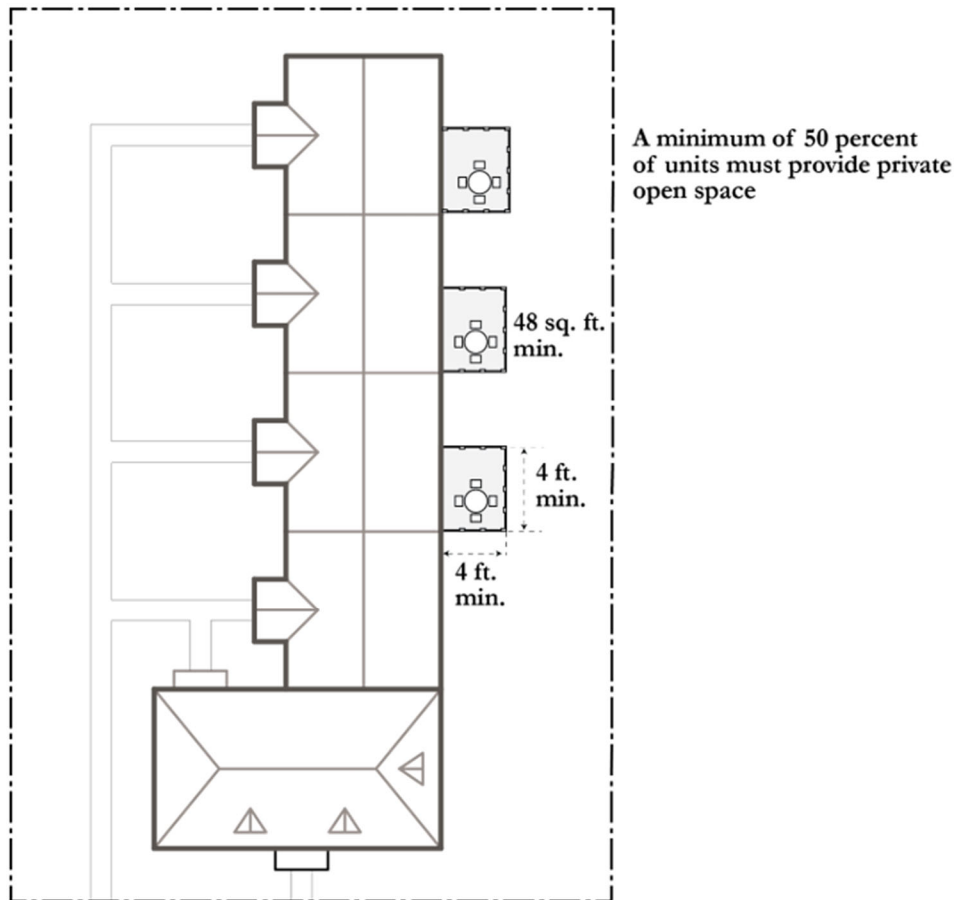 A minimum of 50 percent
of units must provide private
open space
48 sq. ft.
min.
4 ft.
min.
4 ft.
min.